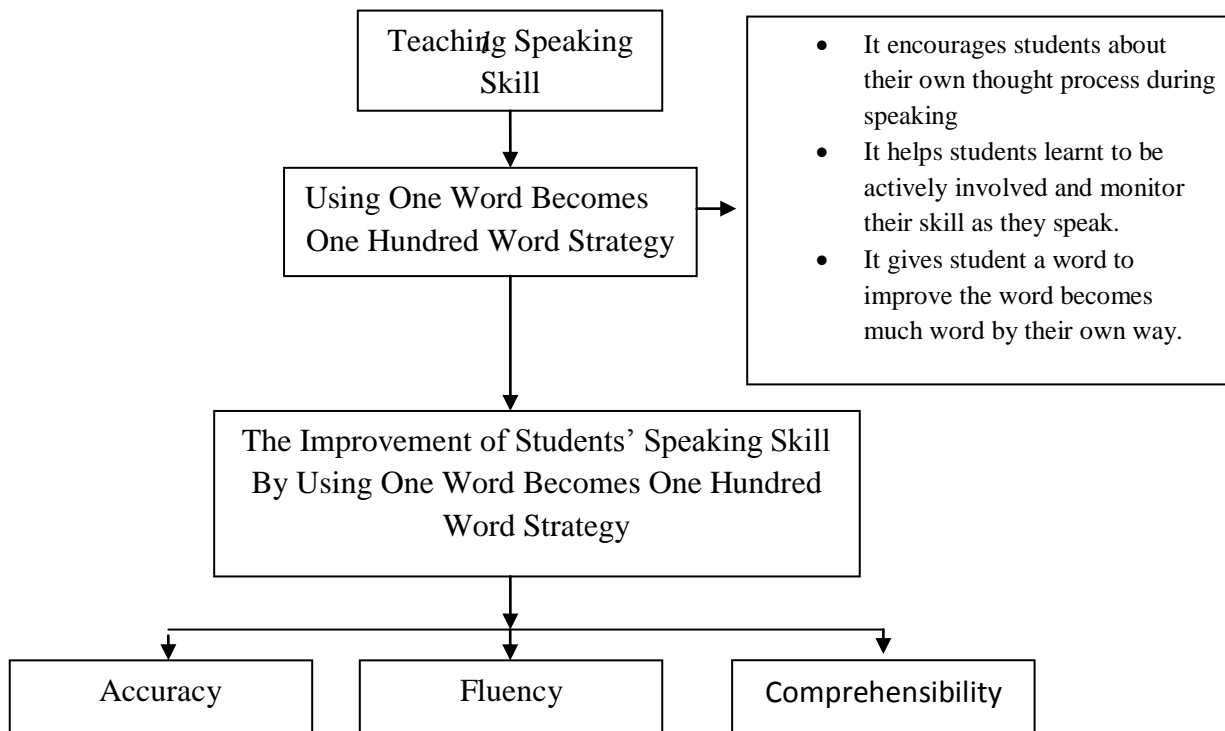 Teaching Speaking
Skill
Using One Word Becomes
One Hundred Word Strategy
• It encourages students about
their own thought process during
speaking
• It helps students learnt to be
actively involved and monitor
their skill as they speak.
• It gives student a word to
improve the word becomes
much word by their own way.
The Improvement of Students’ Speaking Skill
By Using One Word Becomes One Hundred
Word Strategy
Accuracy
Fluency
Comprehensibility